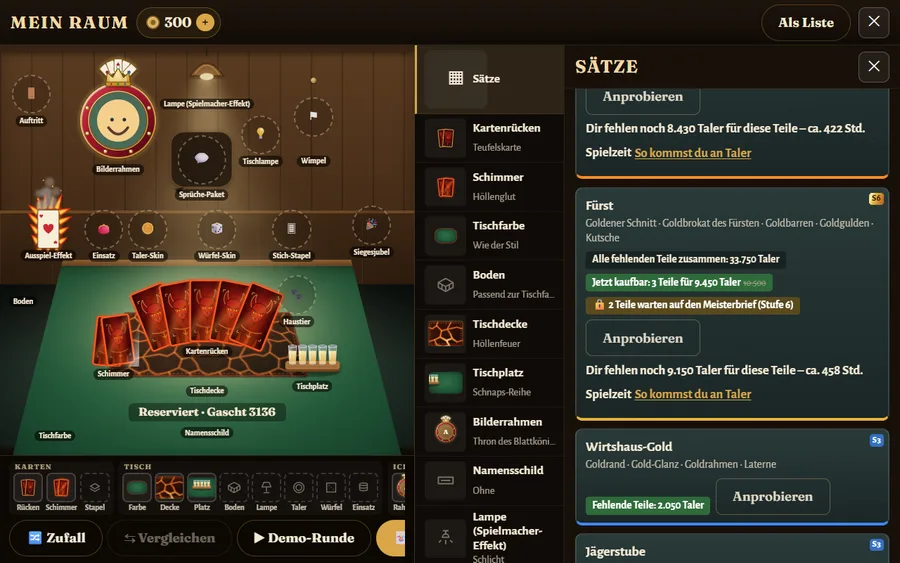 MEIN RAUM
300 +
Als Liste
Auftritt
Bilderrahmen
Lampe (Spielmacher-Effekt)
Tischlampe
Wimpel
Sprüche-Paket
Ausspiel-Effekt
Einsatz
Taler-Skin
Würfel-Skin
Stich-Stapel
Siegesjubel
Boden
Haustier
Kartenrücken
Schimmer
Tischdecke
Tischplatz
Reserviert · Gascht 3136
Tischfarbe
Namensschild
KARTEN
TISCH
Rücken
Schimmer
Stapel
Farbe
Decke
Platz
Boden
Lampe
Taler
Würfel
Einsatz
Zufall
Vergleichen
Demo-Runde
Sätze
Kartenrücken
Teufelskarte
Schimmer
Höllenglut
Tischfarbe
Wie der Stil
Boden
Passend zur Tischfa...
Tischdecke
Höllenfeuer
Tischplatz
Schnaps-Reihe
Bilderrahmen
Thron des Blattköni...
Namensschild
Ohne
Lampe
(Spielmacher-
Effekt)
Schlicht
SÄTZE
Anprobieren
Dir fehlen noch 8.430 Taler für diese Teile – ca. 422 Std.
Spielzeit So kommst du an Taler
Fürst
S6
Goldener Schnitt · Goldbrokat des Fürsten · Goldbarren · Goldgulden ·
Kutsche
Alle fehlenden Teile zusammen: 33.750 Taler
Jetzt kaufbar: 3 Teile für 9.450 Taler 10.500
2 Teile warten auf den Meisterbrief (Stufe 6)
Anprobieren
Dir fehlen noch 9.150 Taler für diese Teile – ca. 458 Std.
Spielzeit So kommst du an Taler
Wirtshaus-Gold
S3
Goldrand · Gold-Glanz · Goldrahmen · Laterne
Fehlende Teile: 2.050 Taler
Anprobieren
Jägerstube
S3